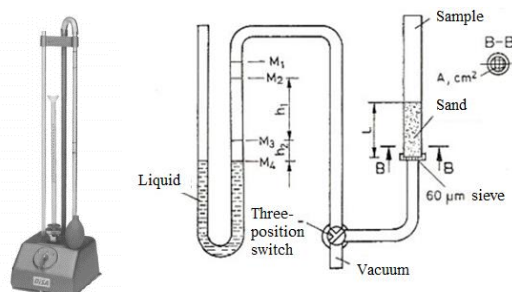 Sample
B-B
M₁
M₂
A, cm²
h₁
L
Sand
M₃
h₂
M₄
B
B
Liquid
60 μm sieve
Three-
position
switch
Vacuum